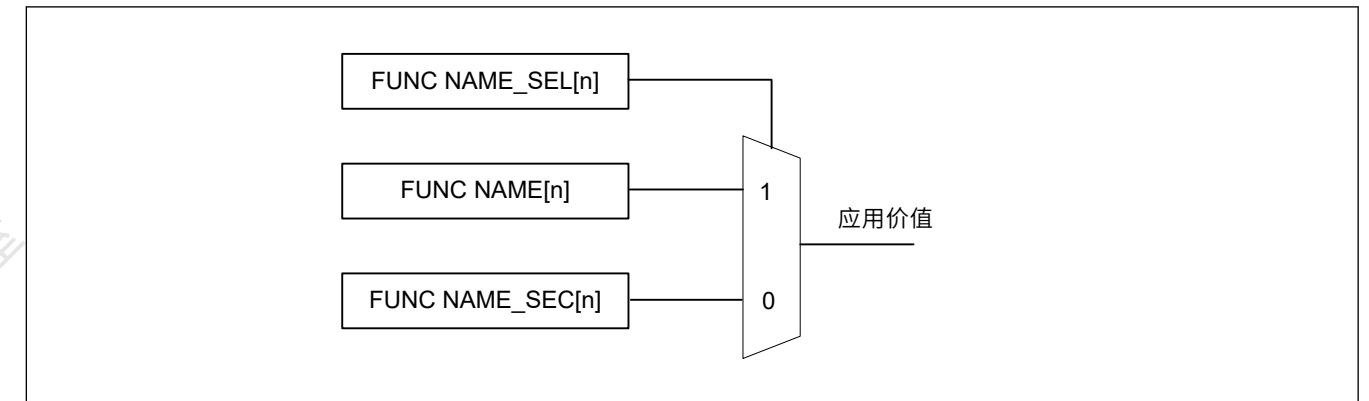 FUNC NAME_SEL[n]
FUNC NAME[n]
1
应用价值
FUNC NAME_SEC[n]
0